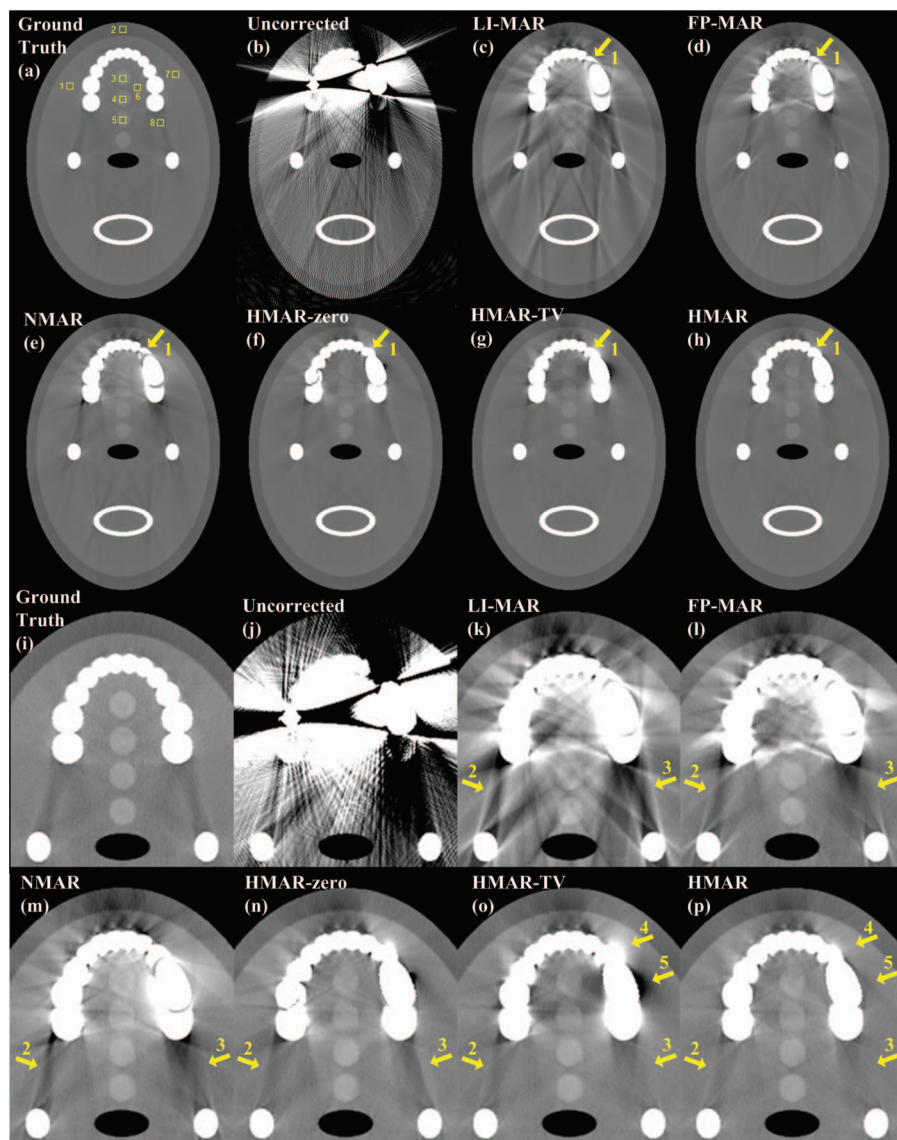 Ground
Truth
(a)
2
1
3
7
6
4
5
8
Uncorrected
(b)
LI-MAR
(c)
1
FP-MAR
(d)
1
NMAR
(e)
1
HMAR-zero
(f)
1
HMAR-TV
(g)
1
HMAR
(h)
1
Ground
Truth
(i)
Uncorrected
(j)
LI-MAR
(k)
2
3
FP-MAR
(l)
2
3
NMAR
(m)
2
3
HMAR-zero
(n)
2
3
HMAR-TV
(o)
4
5
2
3
HMAR
(p)
4
5
2
3